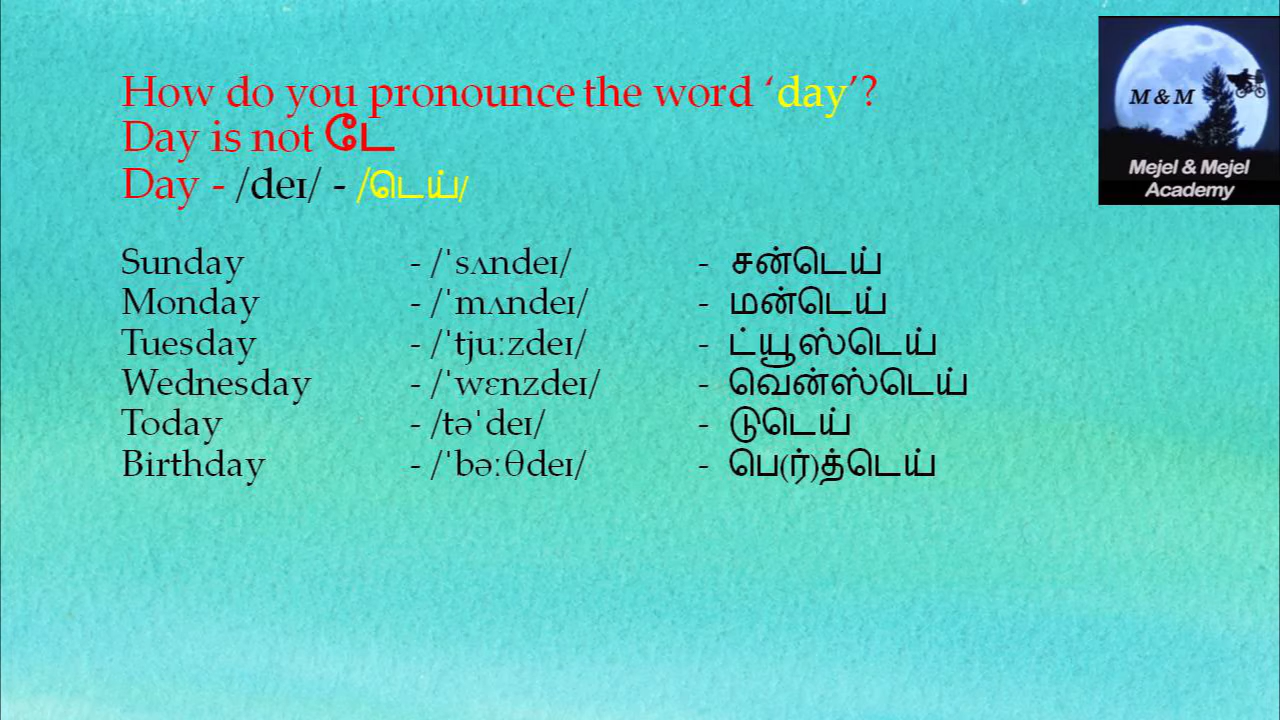 How do you pronounce the word ‘day’?
Day is not டே
Day - /deɪ/ - /டெய்/
Sunday - /ˈsʌndeɪ/ - சன்டெய்
Monday - /ˈmʌndeɪ/ - மன்டெய்
Tuesday - /ˈtjuːzdeɪ/ - ட்யூஸ்டெய்
Wednesday - /ˈwɛnzdeɪ/ - வென்ஸ்டெய்
Today - /təˈdeɪ/ - டுடெய்
Birthday - /ˈbəːθdeɪ/ - பெ(ர்)த்டெய்
M & M
Mejel & Mejel
Academy